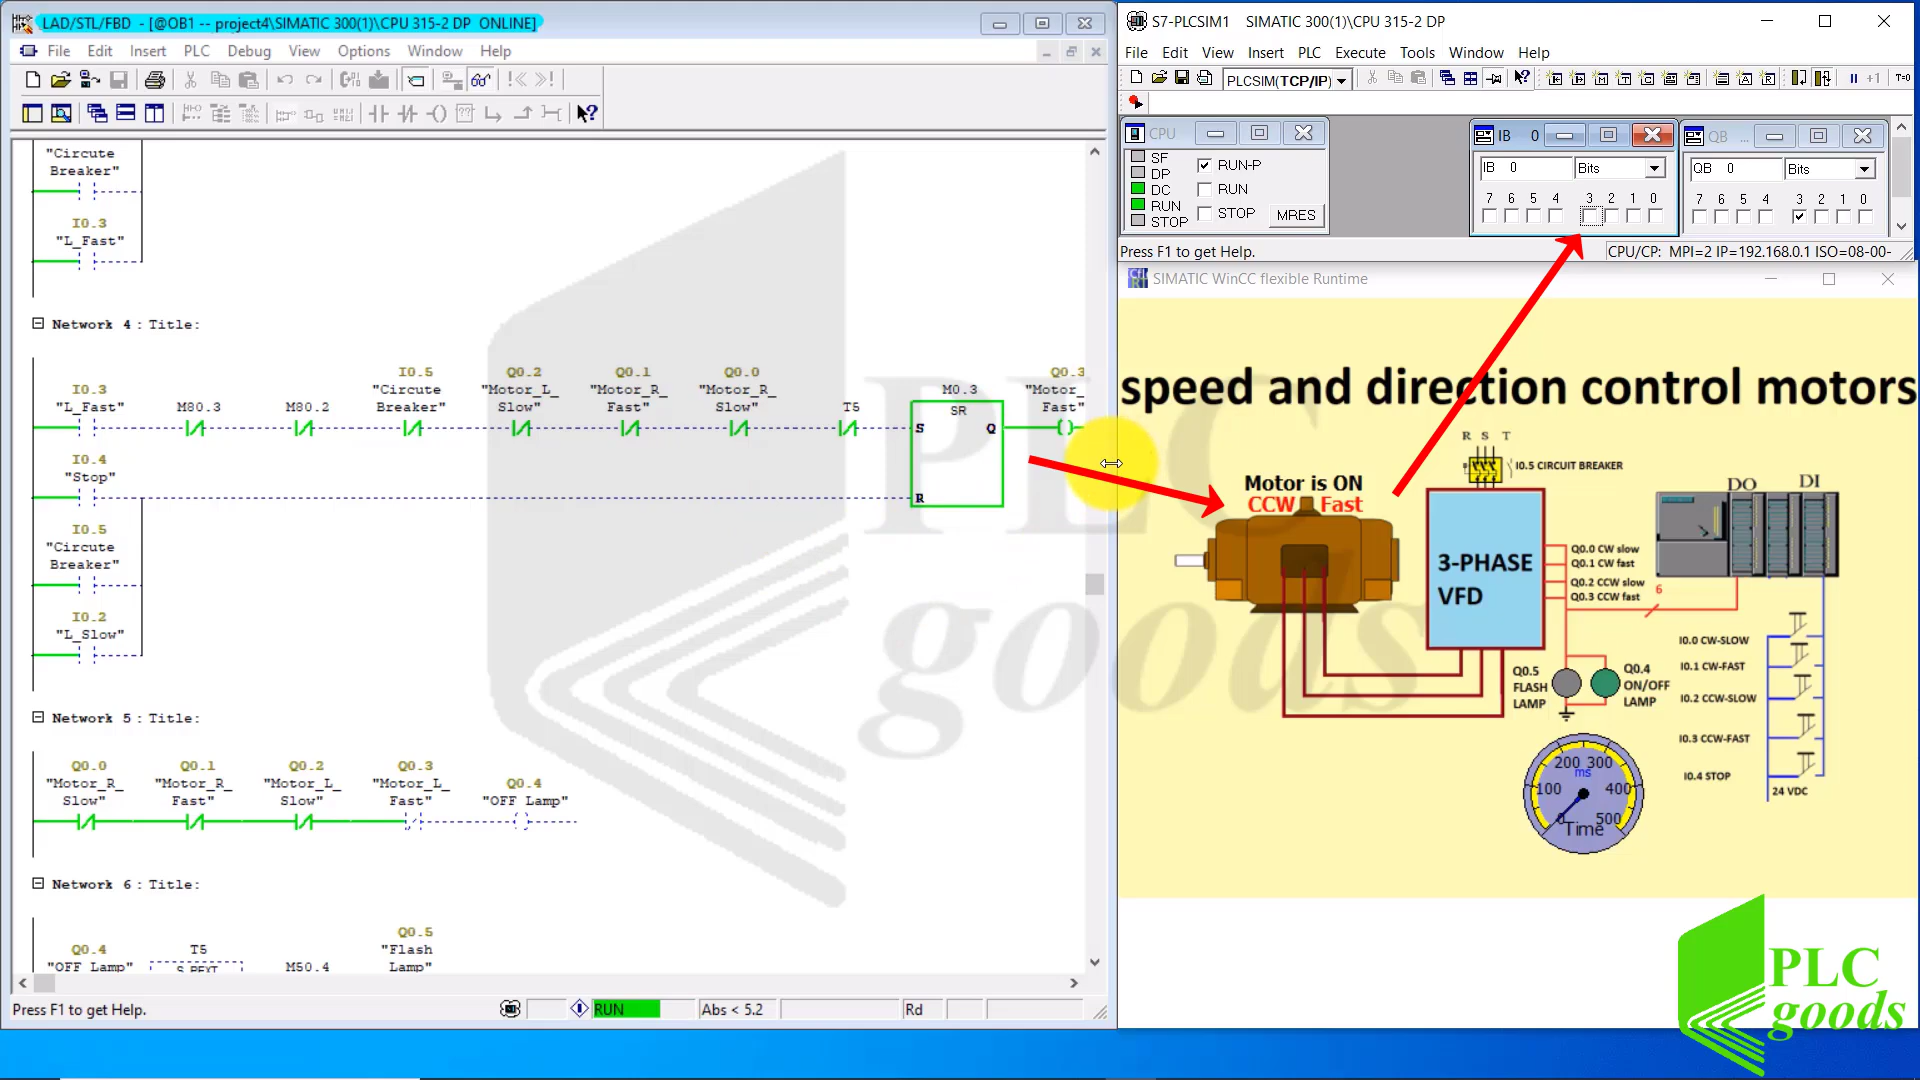 LAD/STL/FBD - [@OB1 -- project4\SIMATIC 300(1)\CPU 315-2 DP ONLINE]
File Edit Insert PLC Debug View Options Window Help
"Circute
Breaker"
I0.3
"L_Fast"
Network 4 : Title:
I0.3
"L_Fast"
M80.3
M80.2
I0.5
"Circute
Breaker"
Q0.2
"Motor_L_
Slow"
Q0.1
"Motor_R_
Fast"
Q0.0
"Motor_R_
Slow"
T5
M0.3
SR
S Q
R
Q0.3
"Motor_
Fast"
I0.4
"Stop"
I0.5
"Circute
Breaker"
I0.2
"L_Slow"
Network 5 : Title:
Q0.0
"Motor_R_
Slow"
Q0.1
"Motor_R_
Fast"
Q0.2
"Motor_L_
Slow"
Q0.3
"Motor_L_
Fast"
Q0.4
"OFF Lamp"
Network 6 : Title:
Q0.4
"OFF Lamp"
T5
S_PEXT
M50.4
Q0.5
"Flash
Lamp"
Press F1 to get Help.
RUN
Abs < 5.2
Rd
S7-PLCSIM1 SIMATIC 300(1)\CPU 315-2 DP
File Edit View Insert PLC Execute Tools Window Help
PLCSIM(TCP/IP)
+1
T=0
CPU
SF
DP
DC
RUN
STOP
RUN-P
RUN
STOP
MRES
IB 0
IB 0 Bits
7 6 5 4 3 2 1 0
QB ...
QB 0 Bits
7 6 5 4 3 2 1 0
Press F1 to get Help.
CPU/CP: MPI=2 IP=192.168.0.1 ISO=08-00-
SIMATIC WinCC flexible Runtime
speed and direction control motors
R S T
I0.5 CIRCUIT BREAKER
Motor is ON
CCW Fast
3-PHASE
VFD
DO
DI
Q0.0 CW slow
Q0.1 CW fast
Q0.2 CCW slow
Q0.3 CCW fast
6
I0.0 CW-SLOW
I0.1 CW-FAST
I0.2 CCW-SLOW
I0.3 CCW-FAST
I0.4 STOP
24 VDC
Q0.5
FLASH
LAMP
Q0.4
ON/OFF
LAMP
200 300
ms
100 400
0 500
Time
PLC
goods
PLC
goods